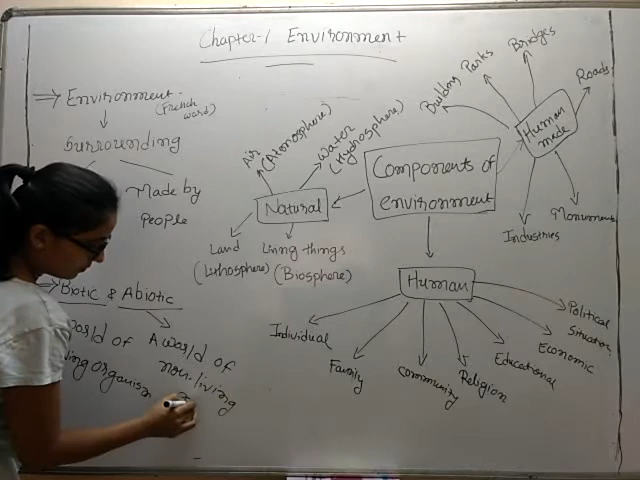 Chapter-1 Environment
⇒ Environment
(French word)
Surrounding
Made by
People
→ Biotic & Abiotic
world of
living organism
A world of
non-living
Components of
environment
Natural
Air
(Atmosphere)
Water
(Hydrosphere)
Land
(Lithosphere)
Living things
(Biosphere)
Human
made
Building
Parks
Bridges
Roads
Monument
Industries
Human
Individual
Family
Community
Religion
Educational
Economic
Political
Situation